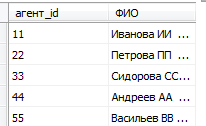 агент_id ФИО
11 Иванова ИИ ...
22 Петрова ПП ...
33 Сидорова СС...
44 Андреев АА ...
55 Васильев ВВ ...